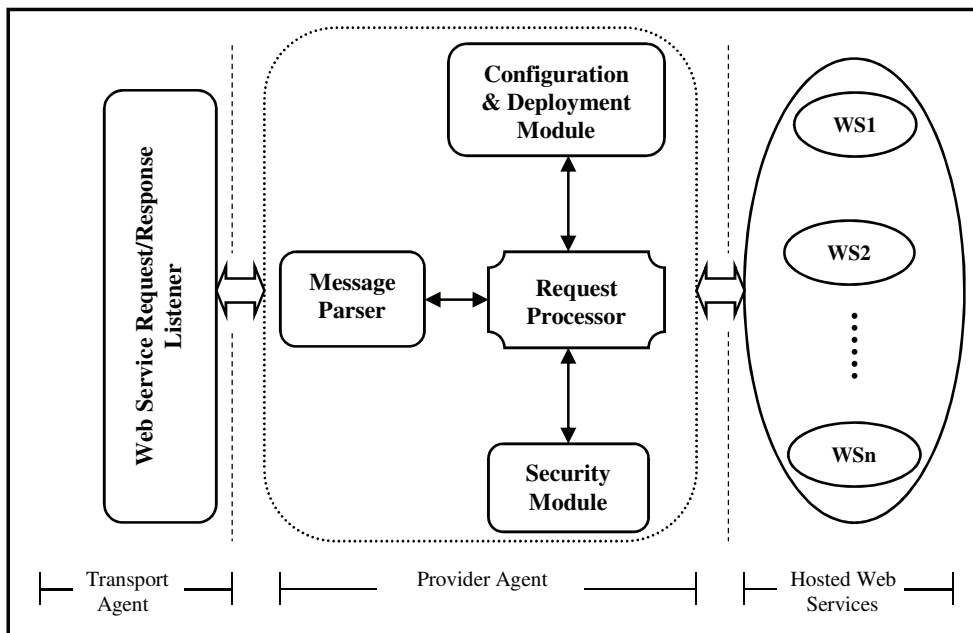 Web Service Request/Response
Listener
Configuration
& Deployment
Module
Message
Parser
Request
Processor
Security
Module
WS1
WS2
WSn
Transport
Agent
Provider Agent
Hosted Web
Services